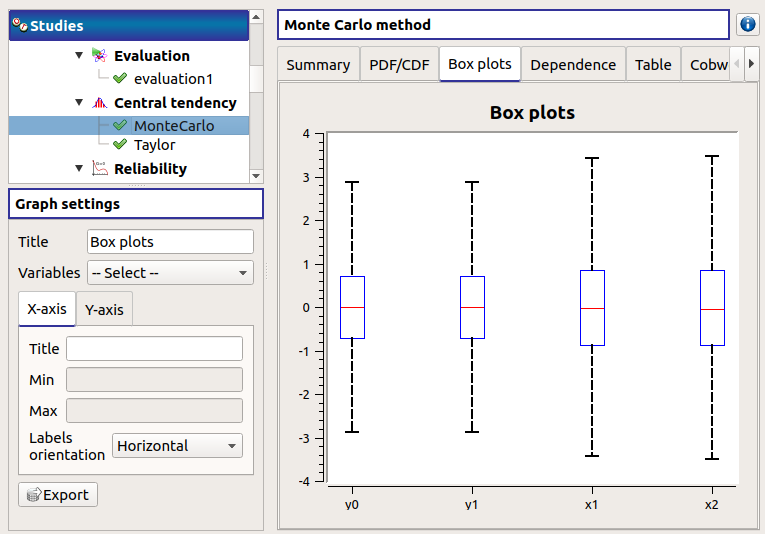 Studies
Evaluation
evaluation1
Central tendency
MonteCarlo
Taylor
Reliability
Graph settings
Title Box plots
Variables -- Select --
X-axis Y-axis
Title
Min
Max
Labels
orientation Horizontal
Export
Monte Carlo method
Summary PDF/CDF Box plots Dependence Table Cobw
Box plots
4
3
2
1
0
-1
-2
-3
-4
y0 y1 x1 x2